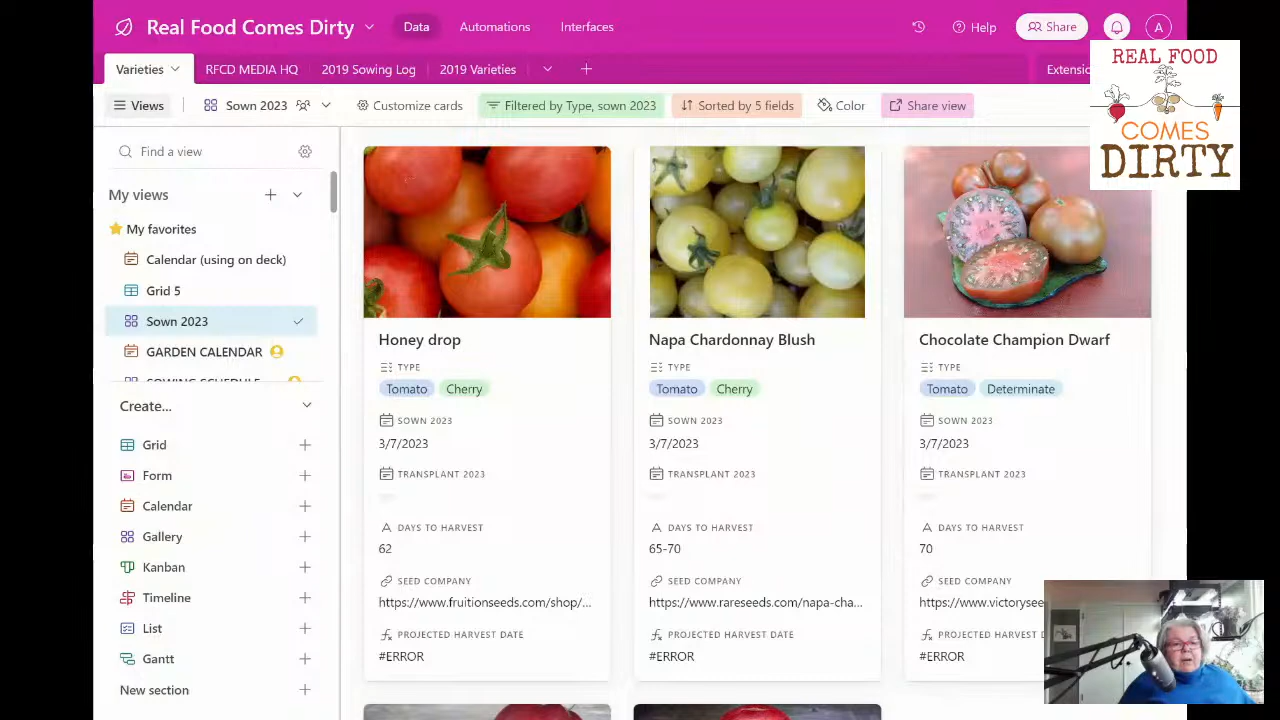 Real Food Comes Dirty
Data
Automations
Interfaces
Help
Share
A
Varieties
RFCD MEDIA HQ
2019 Sowing Log
2019 Varieties
Extensio
REAL FOOD
COMES
DIRTY
Views
Sown 2023
Customize cards
Filtered by Type, sown 2023
Sorted by 5 fields
Color
Share view
Find a view
My views
My favorites
Calendar (using on deck)
Grid 5
Sown 2023
GARDEN CALENDAR
SOWING SCHEDULE
Create...
Grid
Form
Calendar
Gallery
Kanban
Timeline
List
Gantt
New section
Honey drop
TYPE
Tomato Cherry
SOWN 2023
3/7/2023
TRANSPLANT 2023
DAYS TO HARVEST
62
SEED COMPANY
https://www.fruitionseeds.com/shop/...
PROJECTED HARVEST DATE
#ERROR
Napa Chardonnay Blush
TYPE
Tomato Cherry
SOWN 2023
3/7/2023
TRANSPLANT 2023
DAYS TO HARVEST
65-70
SEED COMPANY
https://www.rareseeds.com/napa-cha...
PROJECTED HARVEST DATE
#ERROR
Chocolate Champion Dwarf
TYPE
Tomato Determinate
SOWN 2023
3/7/2023
TRANSPLANT 2023
DAYS TO HARVEST
70
SEED COMPANY
https://www.victorysee
PROJECTED HARVEST D
#ERROR